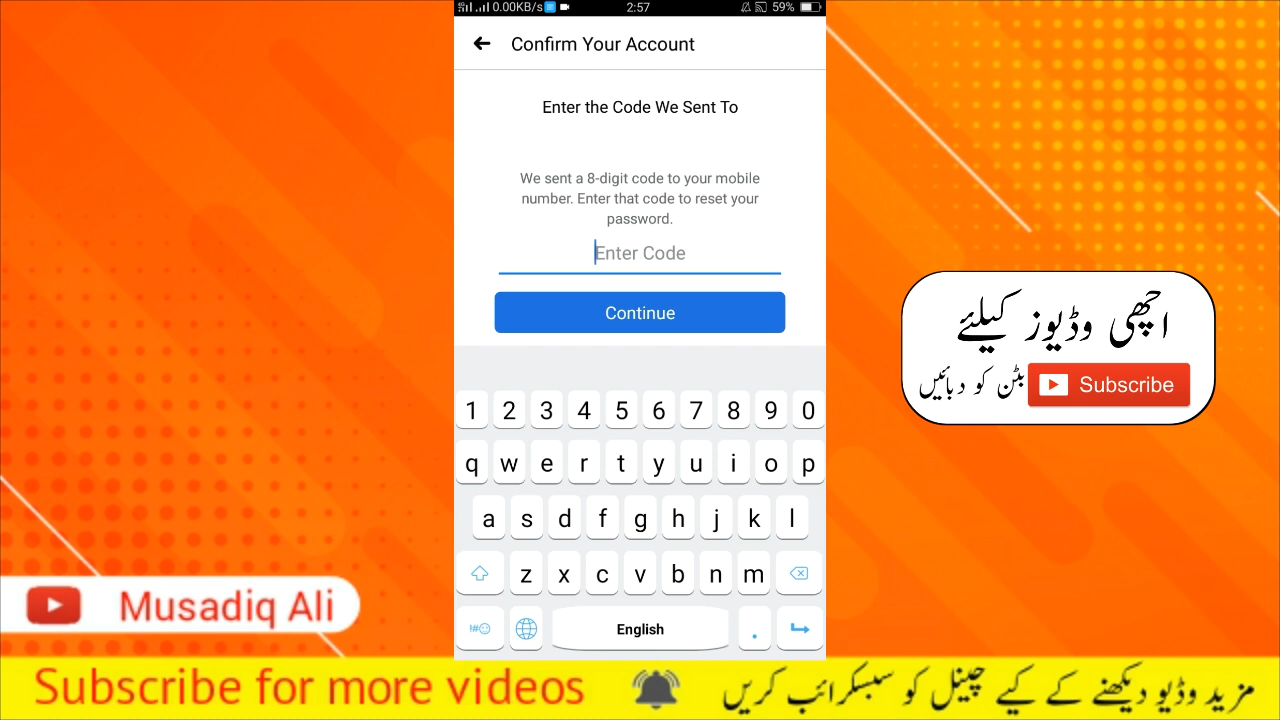 0.00KB/s 2:57 59%
Confirm Your Account
Enter the Code We Sent To
We sent a 8-digit code to your mobile
number. Enter that code to reset your
password.
Enter Code
Continue
1 2 3 4 5 6 7 8 9 0
q w e r t y u i o p
a s d f g h j k l
z x c v b n m
!#☺ English .
اچھی وڈیوز کیلئے
Subscribe بٹن کو دبائیں
Musadiq Ali
Subscribe for more videos
مزید وڈیو دیکھنے کے لیے چینل کو سبسکرائب کریں